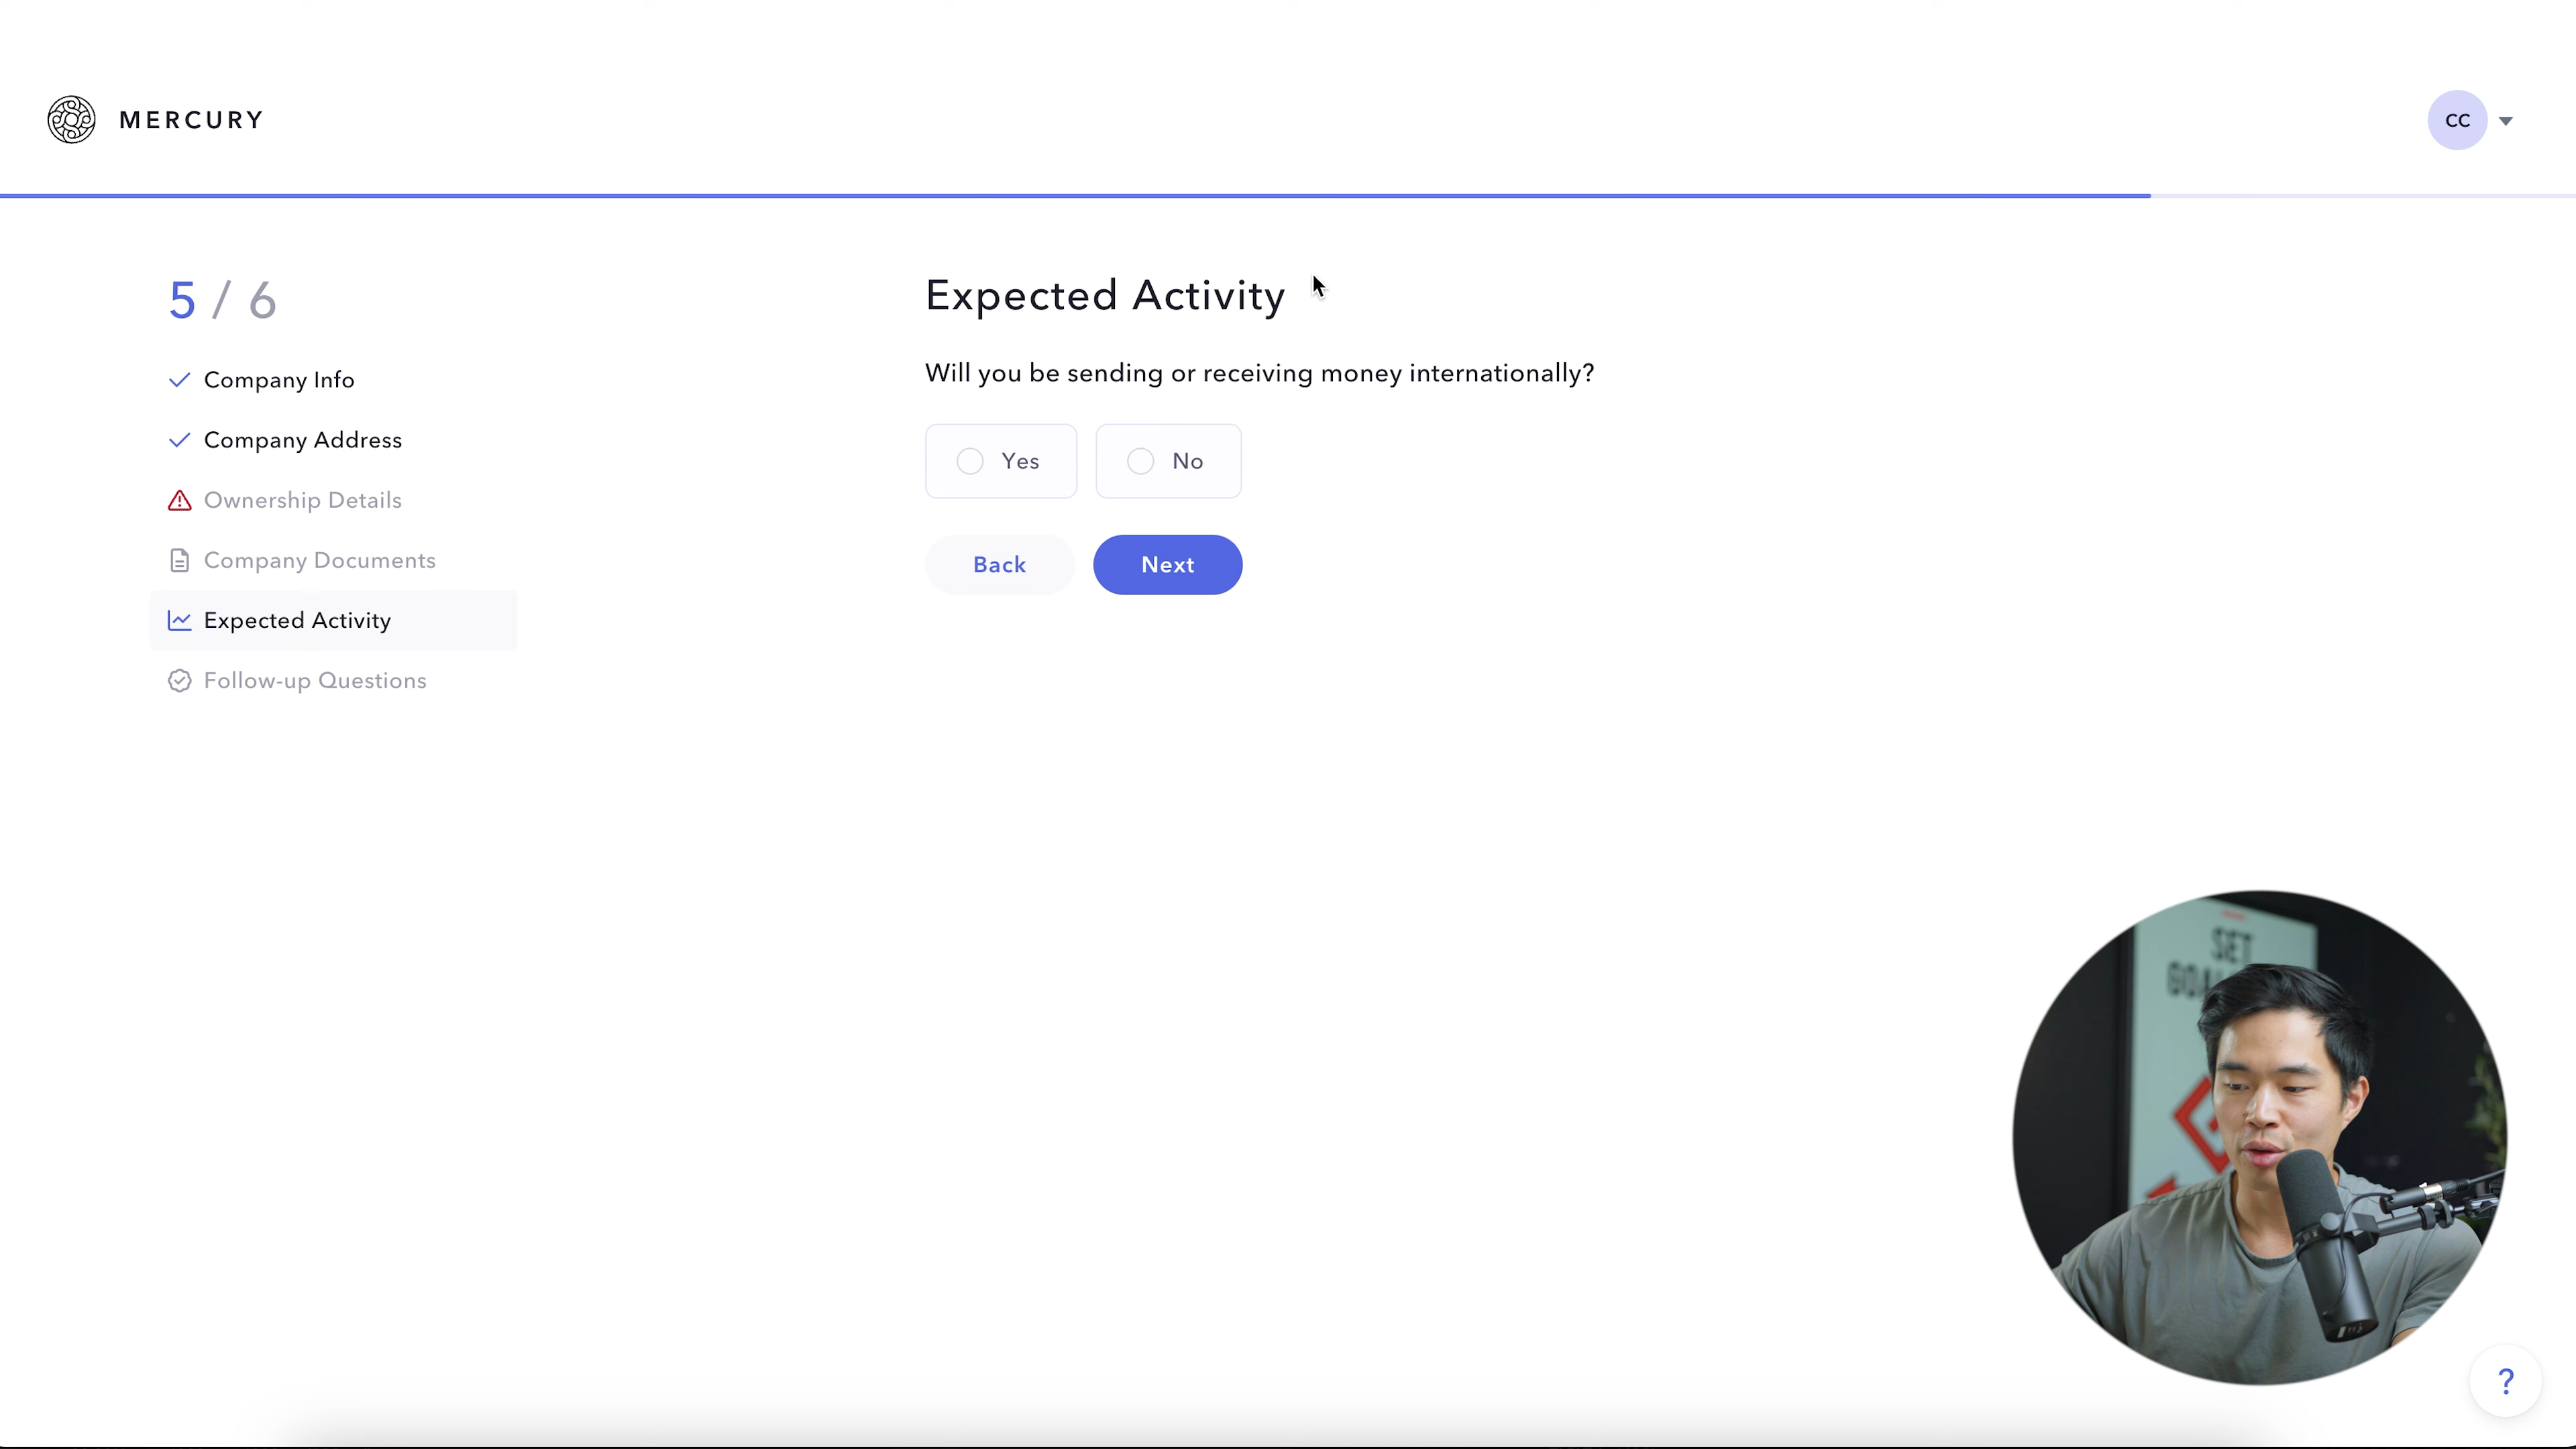 MERCURY
CC
5 / 6
Company Info
Company Address
Ownership Details
Company Documents
Expected Activity
Follow-up Questions
Expected Activity
Will you be sending or receiving money internationally?
Yes
No
Back
Next
SET
?